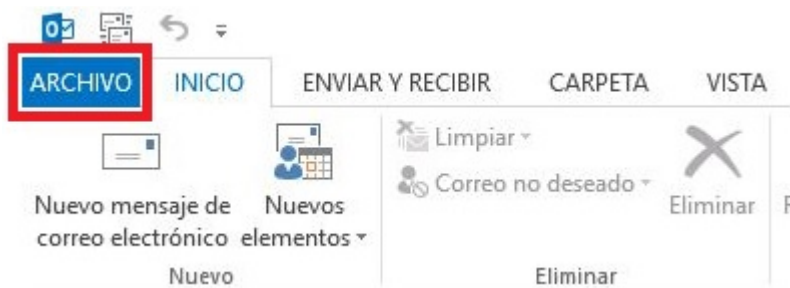 ARCHIVO INICIO ENVIAR Y RECIBIR CARPETA VISTA
Limpiar
Correo no deseado
Nuevo mensaje de
correo electrónico
Nuevos
elementos
Eliminar
Nuevo
Eliminar